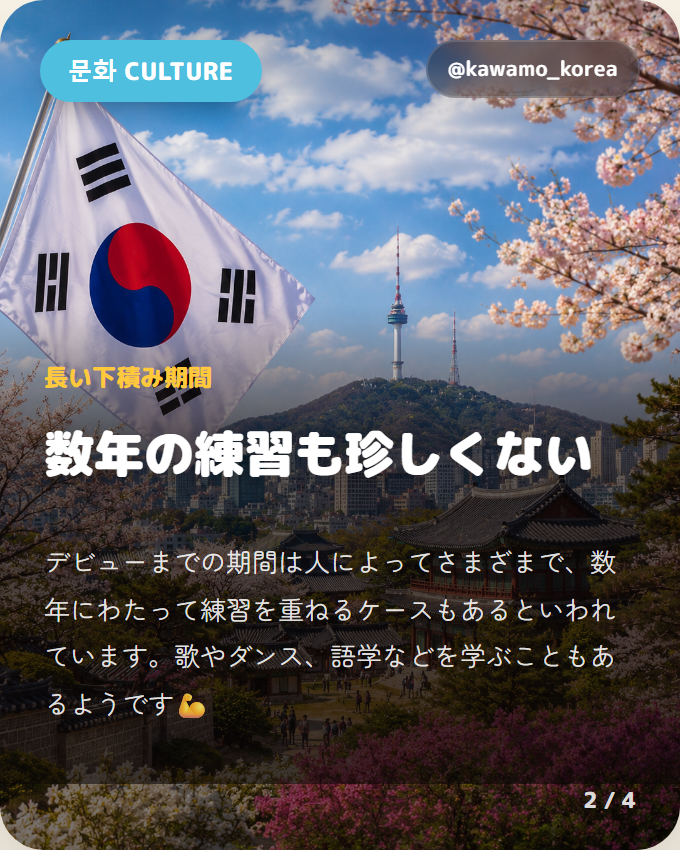 문화 CULTURE
@kawamo_korea
長い下積み期間
数年の練習も珍しくない
デビューまでの期間は人によってさまざまで、数
年にわたって練習を重ねるケースもあるといわれ
ています。歌やダンス、語学などを学ぶこともあ
るようです💪
2 / 4